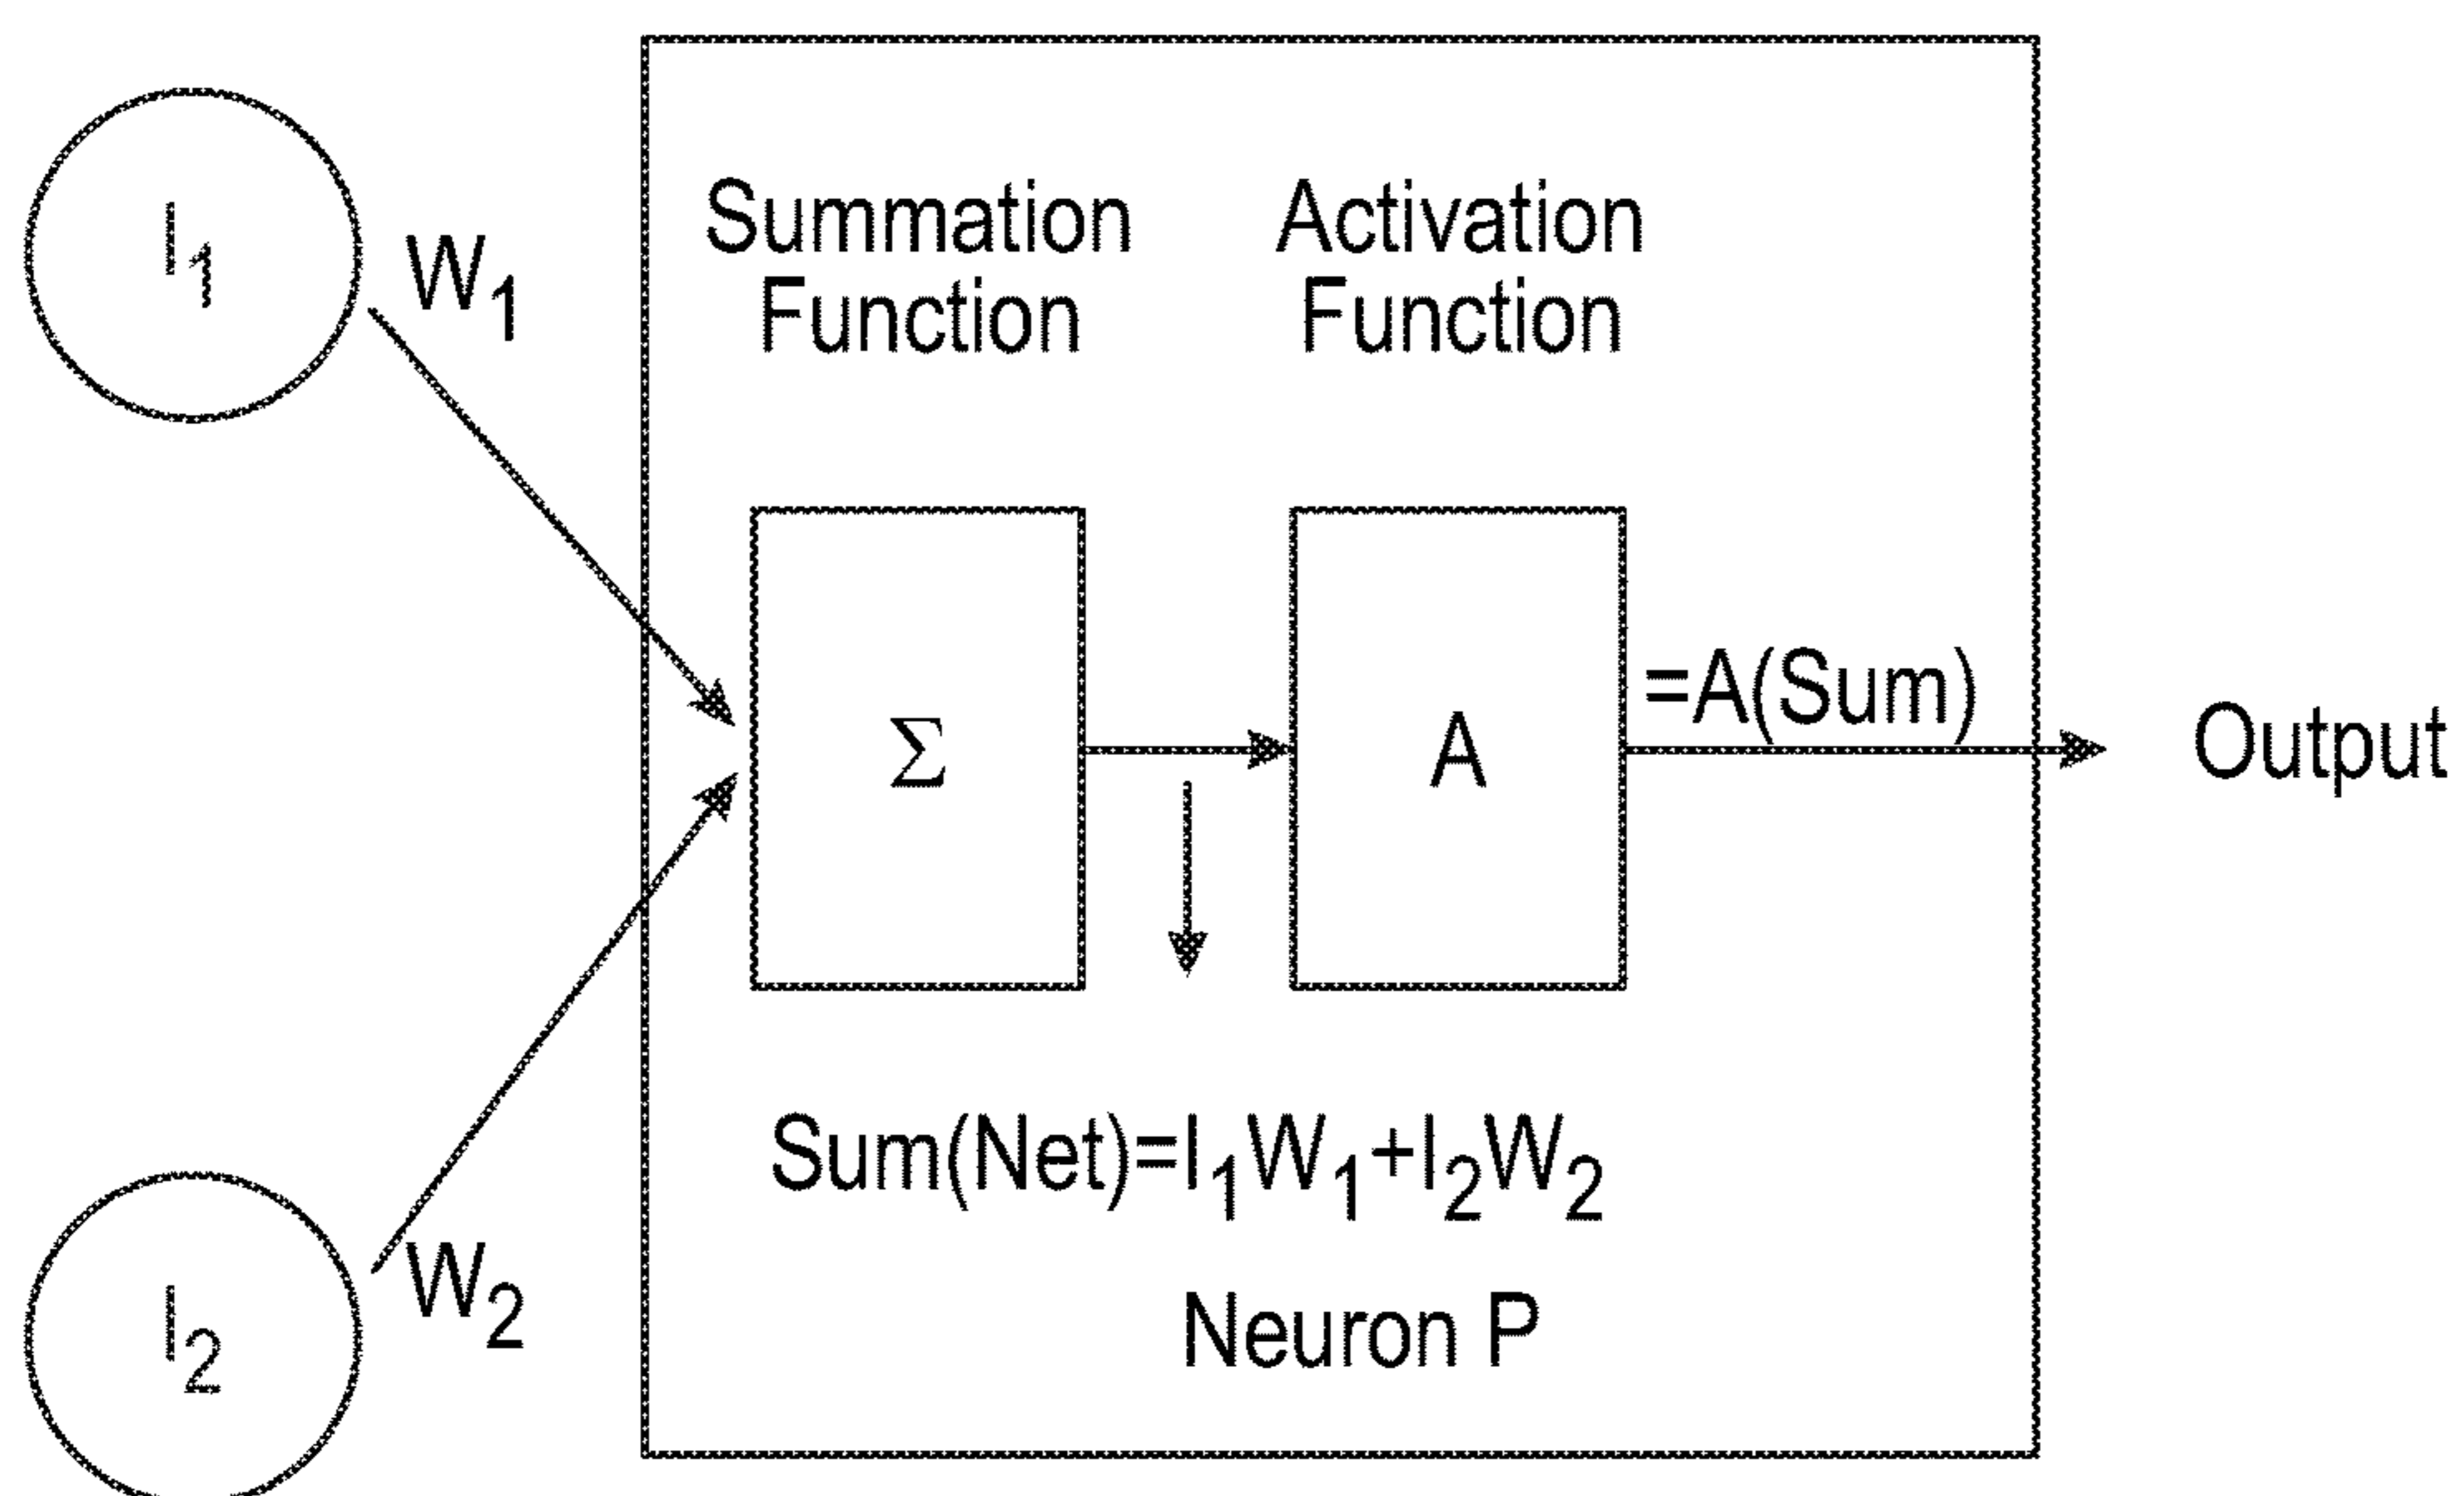 I1
W1
Summation
Function
Activation
Function
Σ
A
=A(Sum)
Output
Sum(Net)=I1W1+I2W2
I2
W2
Neuron P